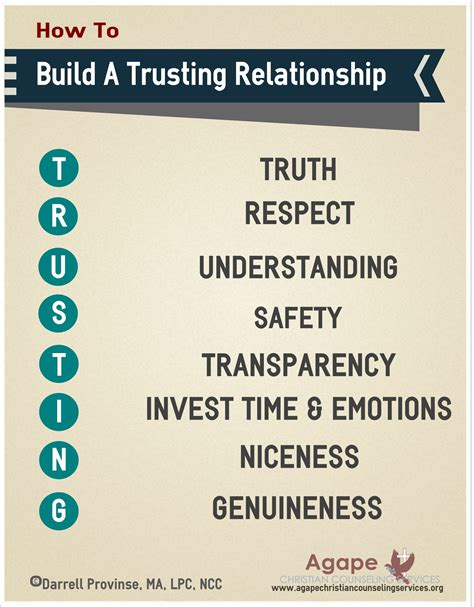 How To
Build A Trusting Relationship
T TRUTH
R RESPECT
U UNDERSTANDING
S SAFETY
T TRANSPARENCY
I INVEST TIME & EMOTIONS
N NICENESS
G GENUINENESS
Agape
CHRISTIAN COUNSELING SERVICES
©Darrell Provinse, MA, LPC, NCC www.agapechristiancounselingservices.org